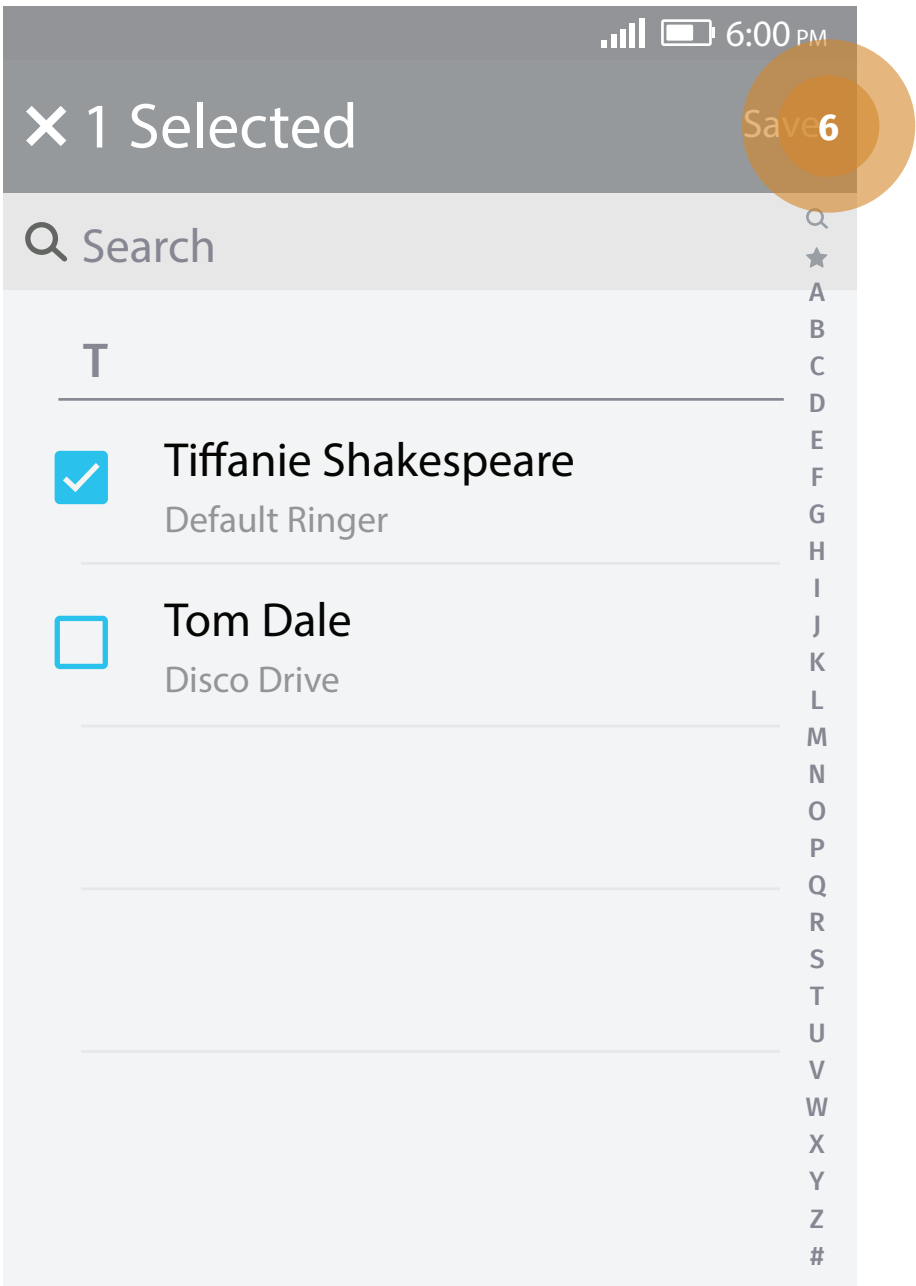 6:00 PM
1 Selected
Save
6
Search
T
Tiffanie Shakespeare
Default Ringer
Tom Dale
Disco Drive
A
B
C
D
E
F
G
H
I
J
K
L
M
N
O
P
Q
R
S
T
U
V
W
X
Y
Z
#